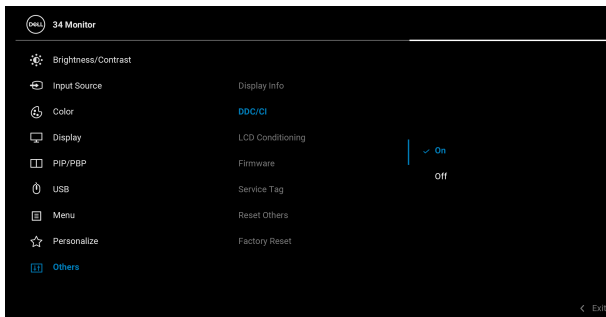 DELL 34 Monitor
Brightness/Contrast
Input Source
Color
Display
PIP/PBP
USB
Menu
Personalize
Others
Display Info
DDC/CI
LCD Conditioning
Firmware
Service Tag
Reset Others
Factory Reset
On
Off
Exit